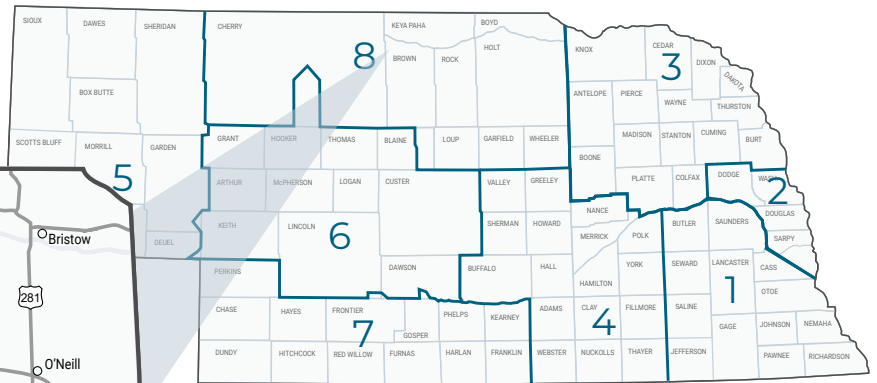 SIOUX
DAWES
SHERIDAN
CHERRY
KEYA PAHA
BOYD
BOX BUTTE
8
BROWN
ROCK
HOLT
KNOX
CEDAR
3
DIXON
DAKOTA
ANTELOPE
PIERCE
WAYNE
THURSTON
SCOTTS BLUFF
MORRILL
GARDEN
GRANT
HOOKER
THOMAS
BLAINE
LOUP
GARFIELD
WHEELER
BOONE
MADISON
STANTON
CUMING
BURT
5
ARTHUR
McPHERSON
LOGAN
CUSTER
VALLEY
GREELEY
PLATTE
COLFAX
DODGE
2
DEUEL
KEITH
LINCOLN
6
SHERMAN
HOWARD
NANCE
MERRICK
POLK
BUTLER
SAUNDERS
DOUGLAS
SARPY
PERKINS
DAWSON
BUFFALO
HALL
HAMILTON
YORK
SEWARD
LANCASTER
CASS
OTOE
1
CHASE
HAYES
FRONTIER
7
GOSPER
PHELPS
KEARNEY
ADAMS
CLAY
4
FILLMORE
SALINE
GAGE
JOHNSON
NEMAHA
DUNDY
HITCHCOCK
RED WILLOW
FURNAS
HARLAN
FRANKLIN
WEBSTER
NUCKOLLS
THAYER
JEFFERSON
PAWNEE
RICHARDSON
Bristow
281
O'Neill